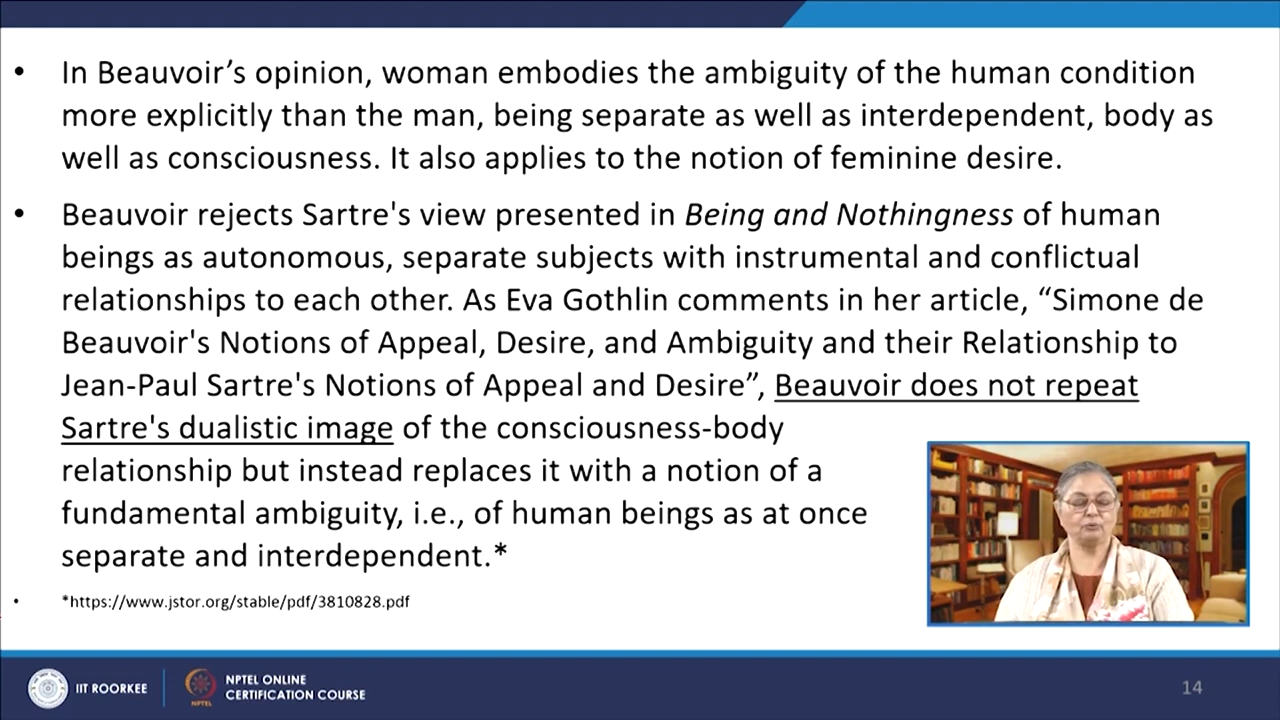 • In Beauvoir’s opinion, woman embodies the ambiguity of the human condition
more explicitly than the man, being separate as well as interdependent, body as
well as consciousness. It also applies to the notion of feminine desire.
• Beauvoir rejects Sartre's view presented in Being and Nothingness of human
beings as autonomous, separate subjects with instrumental and conflictual
relationships to each other. As Eva Gothlin comments in her article, “Simone de
Beauvoir's Notions of Appeal, Desire, and Ambiguity and their Relationship to
Jean-Paul Sartre's Notions of Appeal and Desire”, Beauvoir does not repeat
Sartre's dualistic image of the consciousness-body
relationship but instead replaces it with a notion of a
fundamental ambiguity, i.e., of human beings as at once
separate and interdependent.*
• *https://www.jstor.org/stable/pdf/3810828.pdf
IIT ROORKEE
NPTEL
NPTEL ONLINE
CERTIFICATION COURSE
14